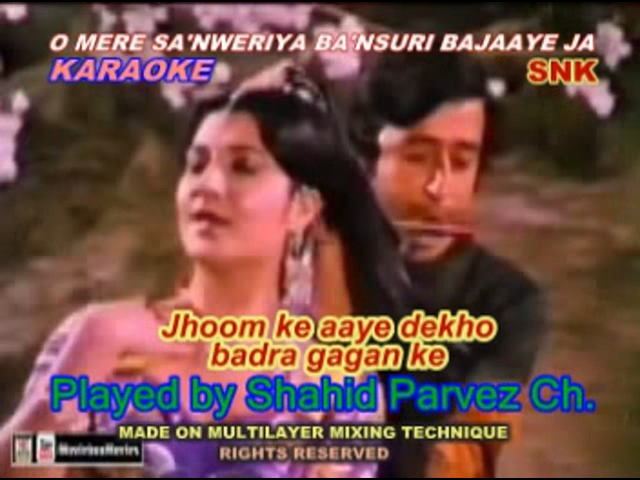 O MERE SA'NWERIYA BA'NSURI BAJAAYE JA
KARAOKE SNK
Jhoom ke aaye dekho
badra gagan ke
Played by Shahid Parvez Ch.
MADE ON MULTILAYER MIXING TECHNIQUE
RIGHTS RESERVED